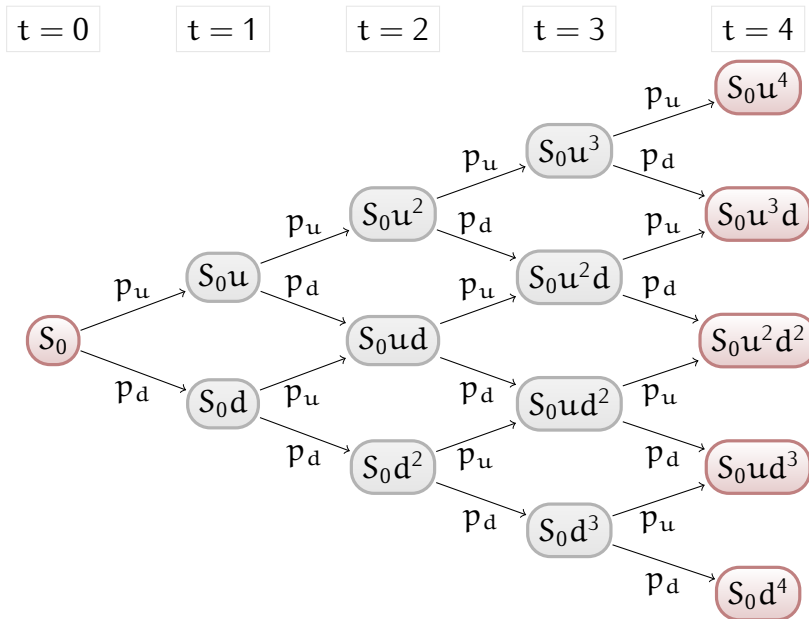 t = 0 t = 1 t = 2 t = 3 t = 4
S₀u⁴
p_u
S₀u³
p_u p_d
S₀u² S₀u³d
p_u p_d p_u
S₀u S₀u²d
p_u p_d p_u p_d
S₀ S₀ud S₀u²d²
p_d p_u p_d p_u
S₀d S₀ud²
p_d p_u p_d
S₀d² S₀ud³
p_d p_u
S₀d³
p_d
S₀d⁴